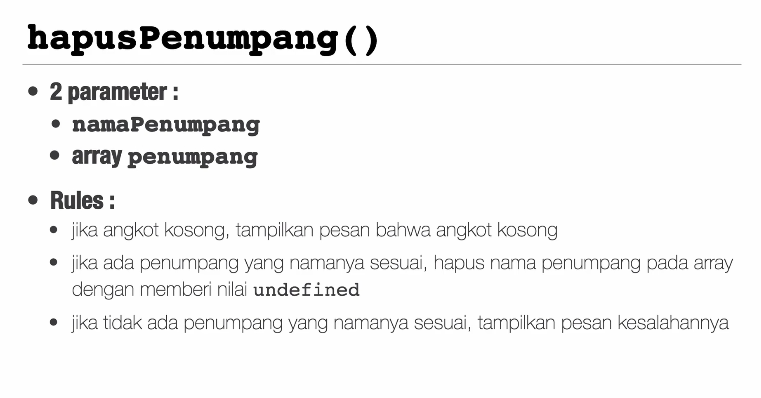 hapusPenumpang()
• 2 parameter :
• namaPenumpang
• array penumpang
• Rules :
• jika angkot kosong, tampilkan pesan bahwa angkot kosong
• jika ada penumpang yang namanya sesuai, hapus nama penumpang pada array
dengan memberi nilai undefined
• jika tidak ada penumpang yang namanya sesuai, tampilkan pesan kesalahannya